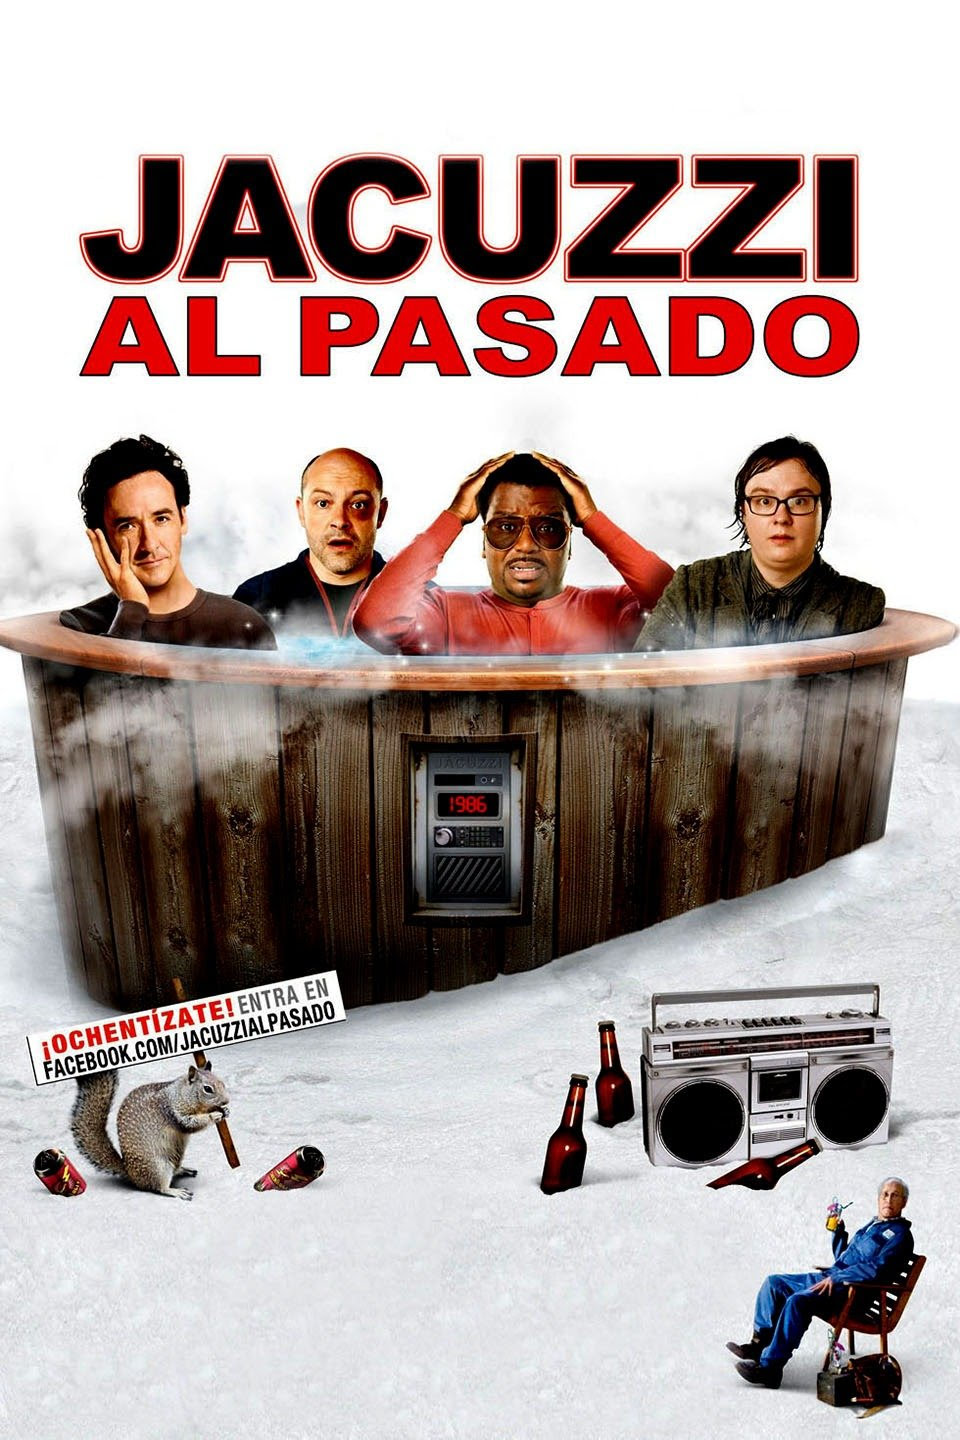 JACUZZI
AL PASADO
JACUZZI
1986
¡OCHENTÍZATE! ENTRA EN
FACEBOOK.COM/JACUZZIALPASADO